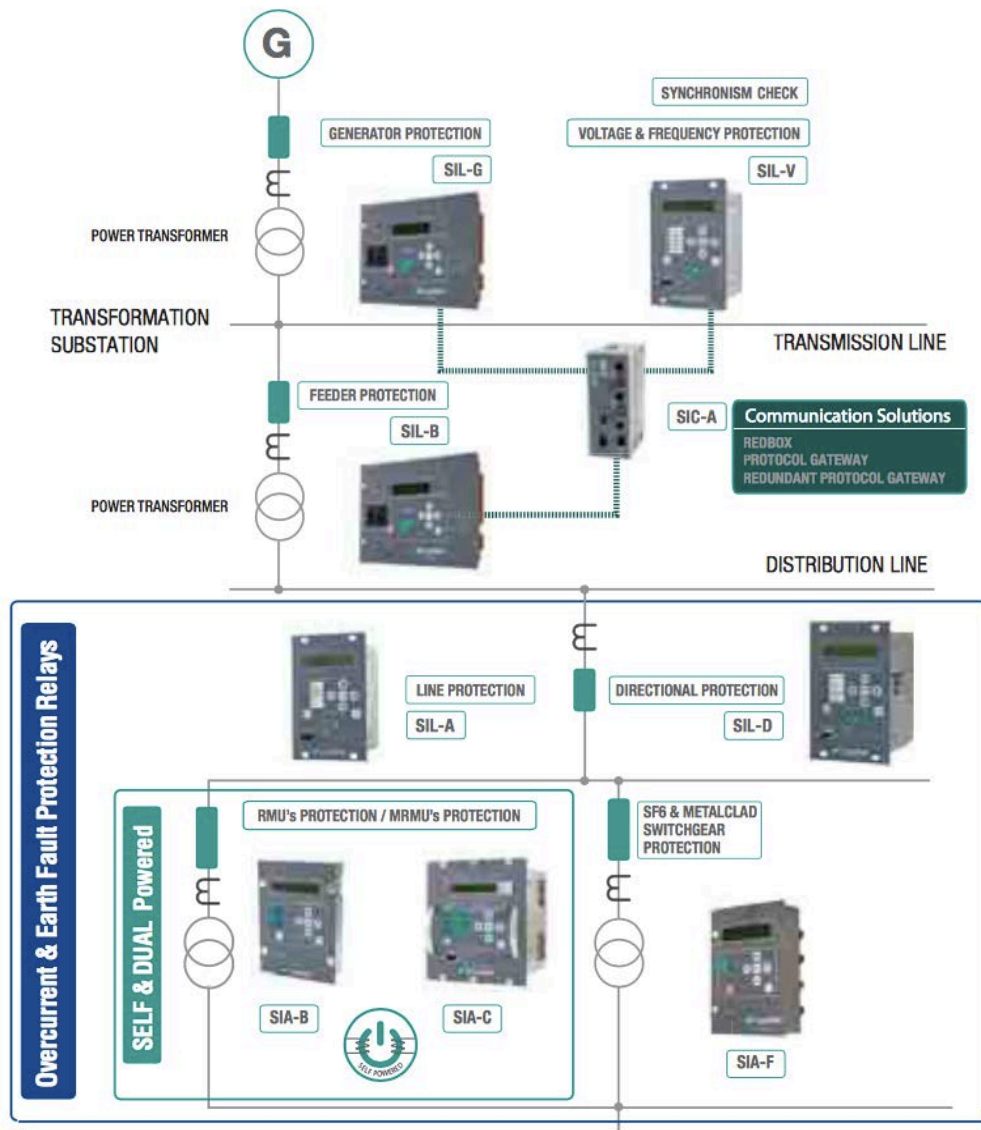 G
SYNCHRONISM CHECK
GENERATOR PROTECTION
VOLTAGE & FREQUENCY PROTECTION
SIL-G
SIL-V
POWER TRANSFORMER
TRANSFORMATION
SUBSTATION
TRANSMISSION LINE
FEEDER PROTECTION
SIL-B
SIC-A
Communication Solutions
REDBOX
PROTOCOL GATEWAY
REDUNDANT PROTOCOL GATEWAY
POWER TRANSFORMER
DISTRIBUTION LINE
Overcurrent & Earth Fault Protection Relays
LINE PROTECTION
SIL-A
DIRECTIONAL PROTECTION
SIL-D
SELF & DUAL Powered
RMU's PROTECTION / MRMU's PROTECTION
SF6 & METALCLAD
SWITCHGEAR
PROTECTION
SIA-B
SIA-C
SELF POWERED
SIA-F